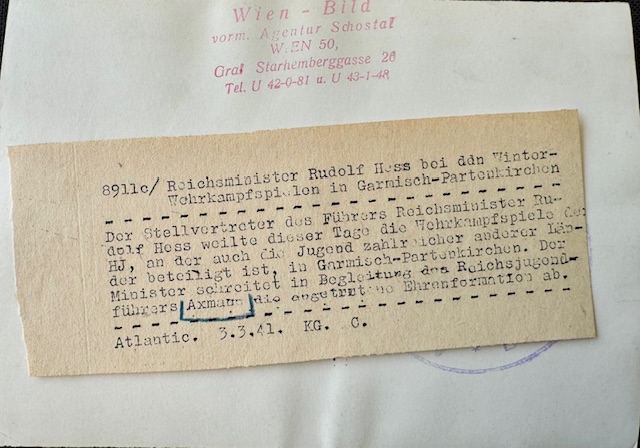 Wien - Bild
vorm. Agentur Schostal
WIEN 50,
Graf Starhemberggasse 26
Tel. U 42-0-81 u. U 43-1-48
8911c/ Reichsminister Rudolf Hess bei ddn Winter-
Wehrkampfspielen in Garmisch-Partenkirchen
Der Stellvertreter des Führers Reichsminister Ru-
dolf Hess weilte dieser Tage die Wehrkampfspiele der
HJ, an der auch die Jugend zahlreicher anderer Län-
der beteiligt ist, in Garmisch-Partenkirchen. Der
Minister schreitet in Begleitung des Reichsjugend-
führers Axmann die angetretene Ehrenformation ab.
Atlantic. 3.3.41. KG. C.